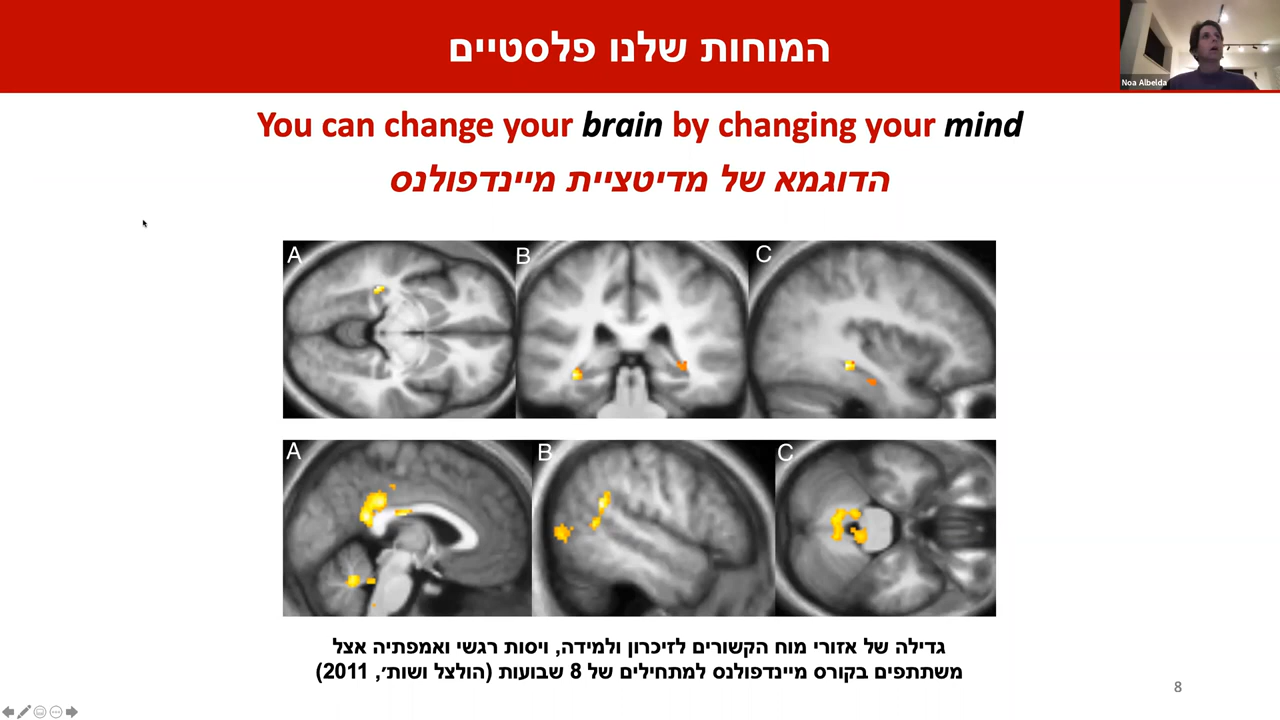 המוחות שלנו פלסטיים
Noa Albelda
You can change your brain by changing your mind
הדוגמא של מדיטציית מיינדפולנס
A B C
A B C
גדילה של אזורי מוח הקשורים לזיכרון ולמידה, ויסות רגשי ואמפתיה אצל
משתתפים בקורס מיינדפולנס למתחילים של 8 שבועות (הולצל ושות׳, 2011)
8